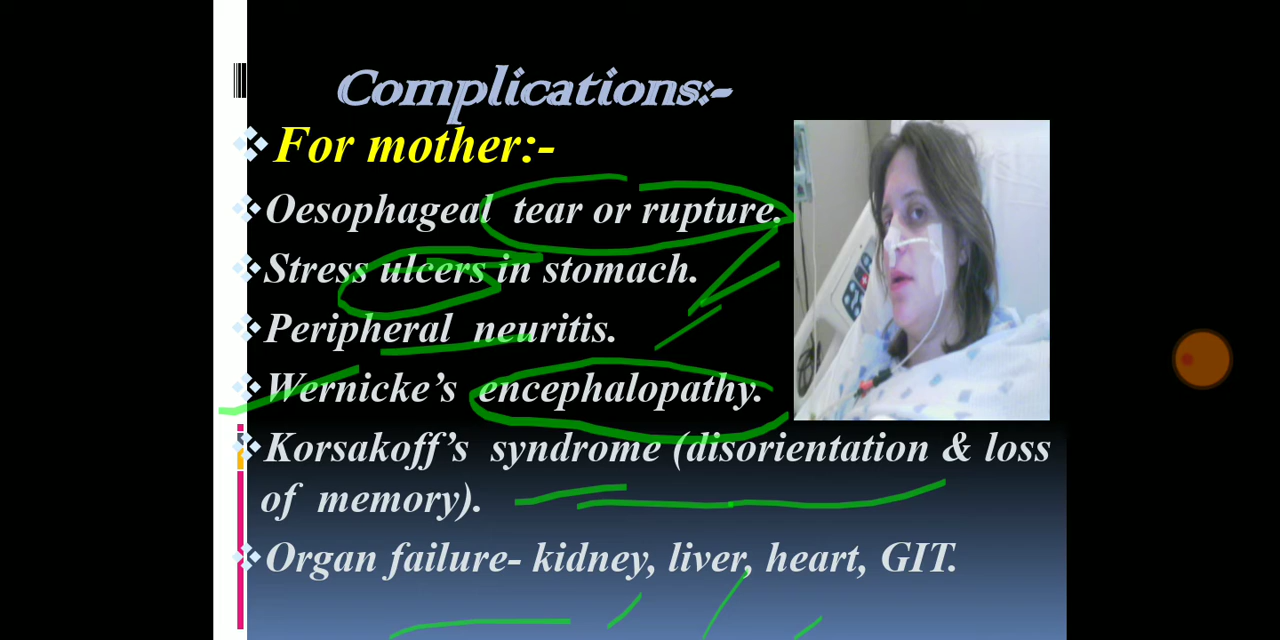 Complications:-
For mother:-
Oesophageal tear or rupture.
Stress ulcers in stomach.
Peripheral neuritis.
Wernicke’s encephalopathy.
Korsakoff’s syndrome (disorientation & loss
of memory).
Organ failure- kidney, liver, heart, GIT.